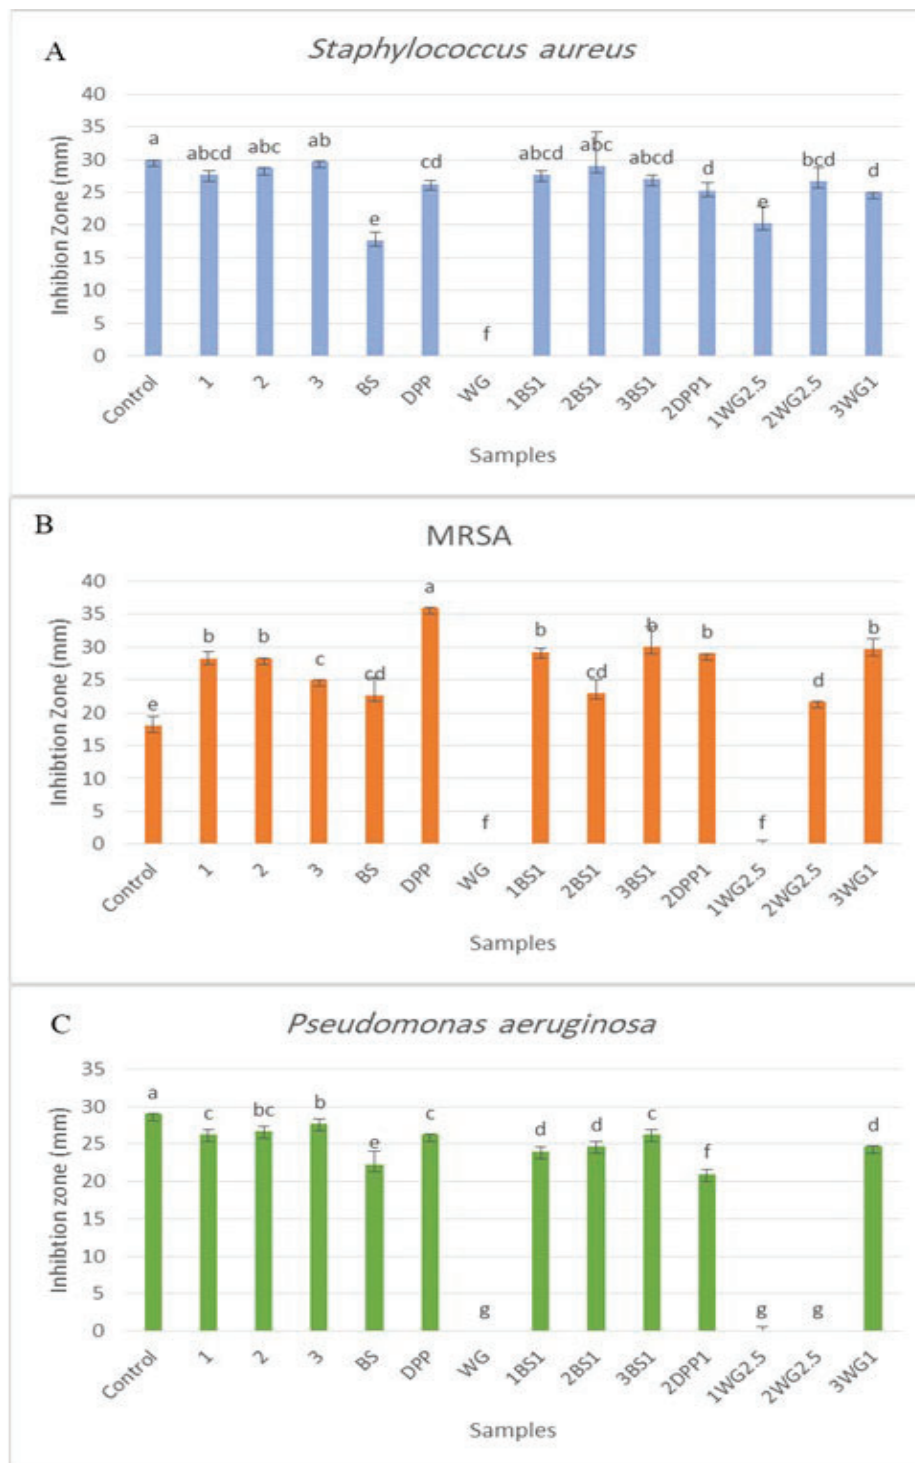 A
Staphylococcus aureus
Inhibion Zone (mm)
40
35
30
25
20
15
10
5
0
a
abcd
abc
ab
e
cd
f
abcd
abc
abcd
d
e
bcd
d
Control
1
2
3
BS
DPP
WG
1BS1
2BS1
3BS1
2DPP1
1WG2.5
2WG2.5
3WG1
Samples
B
MRSA
Inhibtion Zone (mm)
40
35
30
25
20
15
10
5
0
e
b
b
c
cd
a
f
b
cd
b
b
f
d
b
Control
1
2
3
BS
DPP
WG
1BS1
2BS1
3BS1
2DPP1
1WG2.5
2WG2.5
3WG1
Samples
C
Pseudomonas aeruginosa
Inhibtion zone (mm)
35
30
25
20
15
10
5
0
a
c
bc
b
e
c
g
d
d
c
f
g
g
d
Control
1
2
3
BS
DPP
WG
1BS1
2BS1
3BS1
2DPP1
1WG2.5
2WG2.5
3WG1
Samples